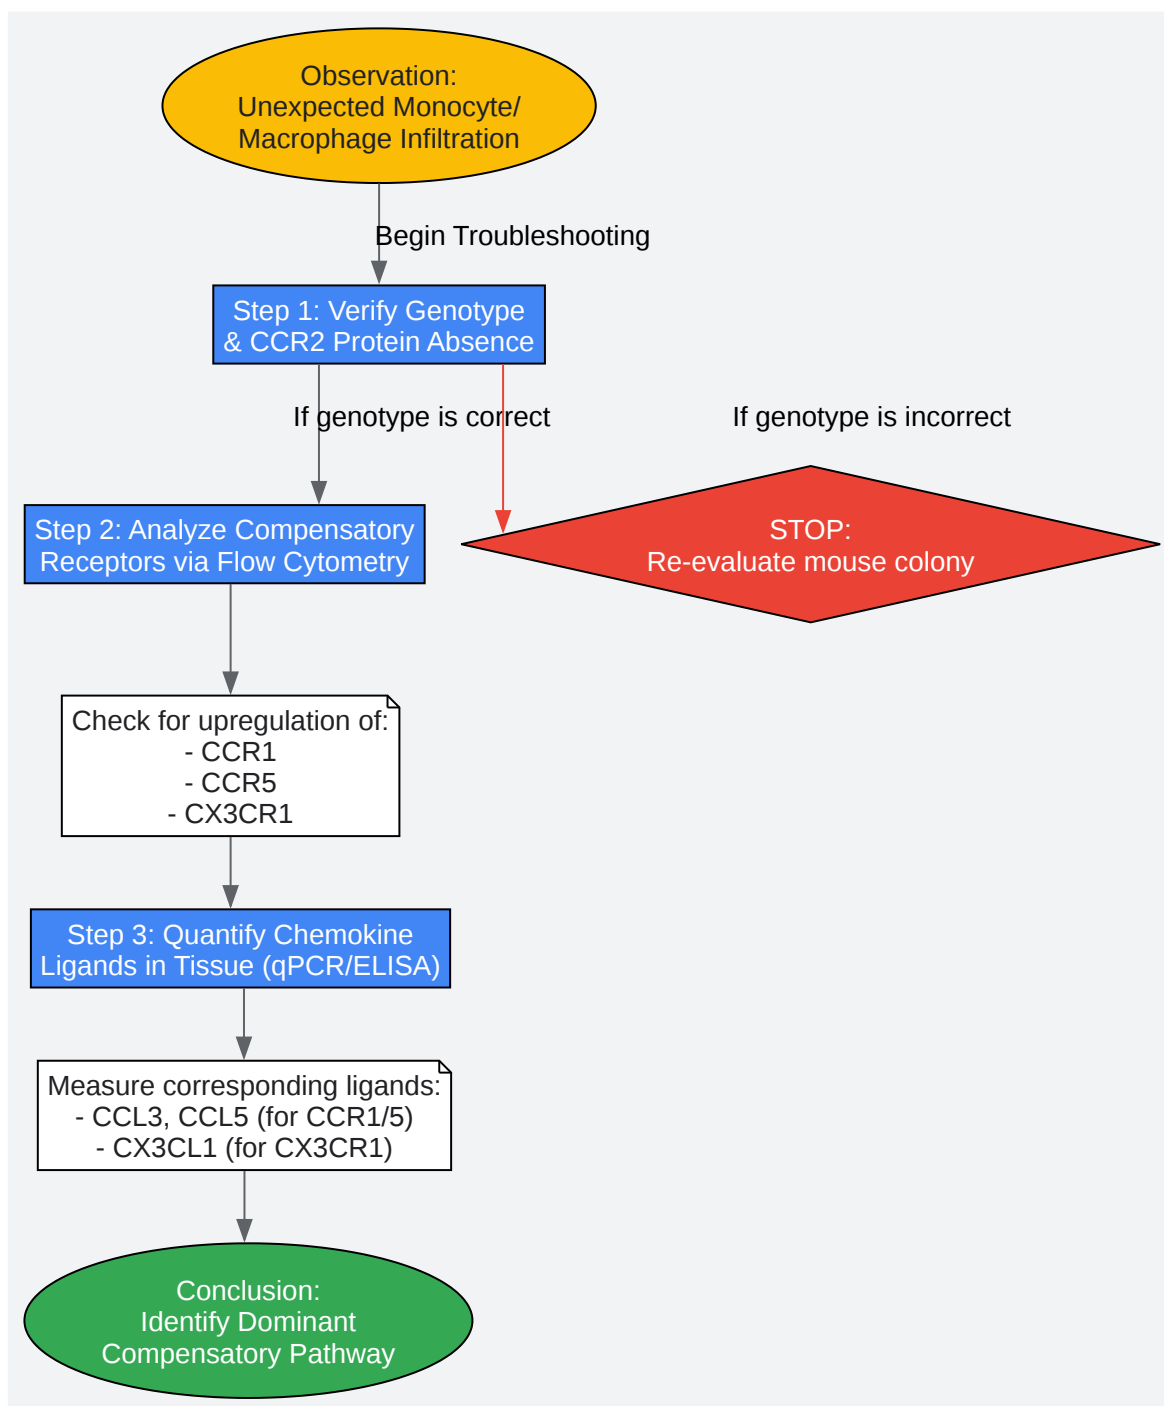 Observation:
Unexpected Monocyte/
Macrophage Infiltration
Begin Troubleshooting
Step 1: Verify Genotype
& CCR2 Protein Absence
If genotype is correct
If genotype is incorrect
Step 2: Analyze Compensatory
Receptors via Flow Cytometry
STOP:
Re-evaluate mouse colony
Check for upregulation of:
- CCR1
- CCR5
- CX3CR1
Step 3: Quantify Chemokine
Ligands in Tissue (qPCR/ELISA)
Measure corresponding ligands:
- CCL3, CCL5 (for CCR1/5)
- CX3CL1 (for CX3CR1)
Conclusion:
Identify Dominant
Compensatory Pathway